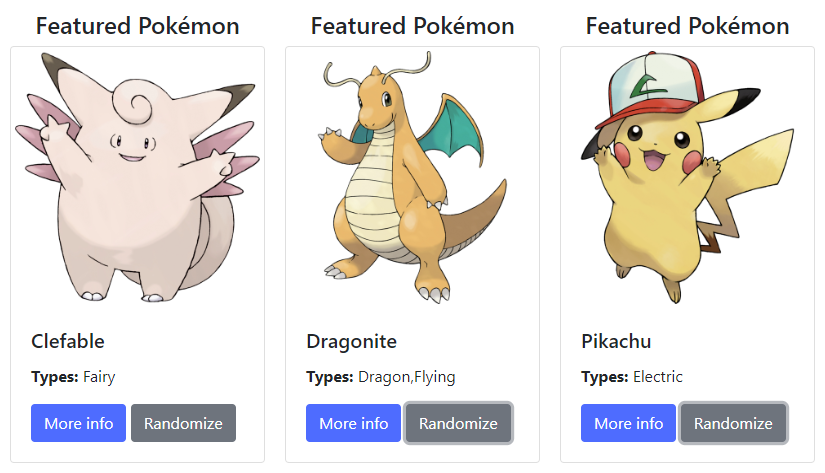 Featured Pokémon
Clefable
Types: Fairy
More info
Randomize
Featured Pokémon
Dragonite
Types: Dragon,Flying
More info
Randomize
Featured Pokémon
Pikachu
Types: Electric
More info
Randomize